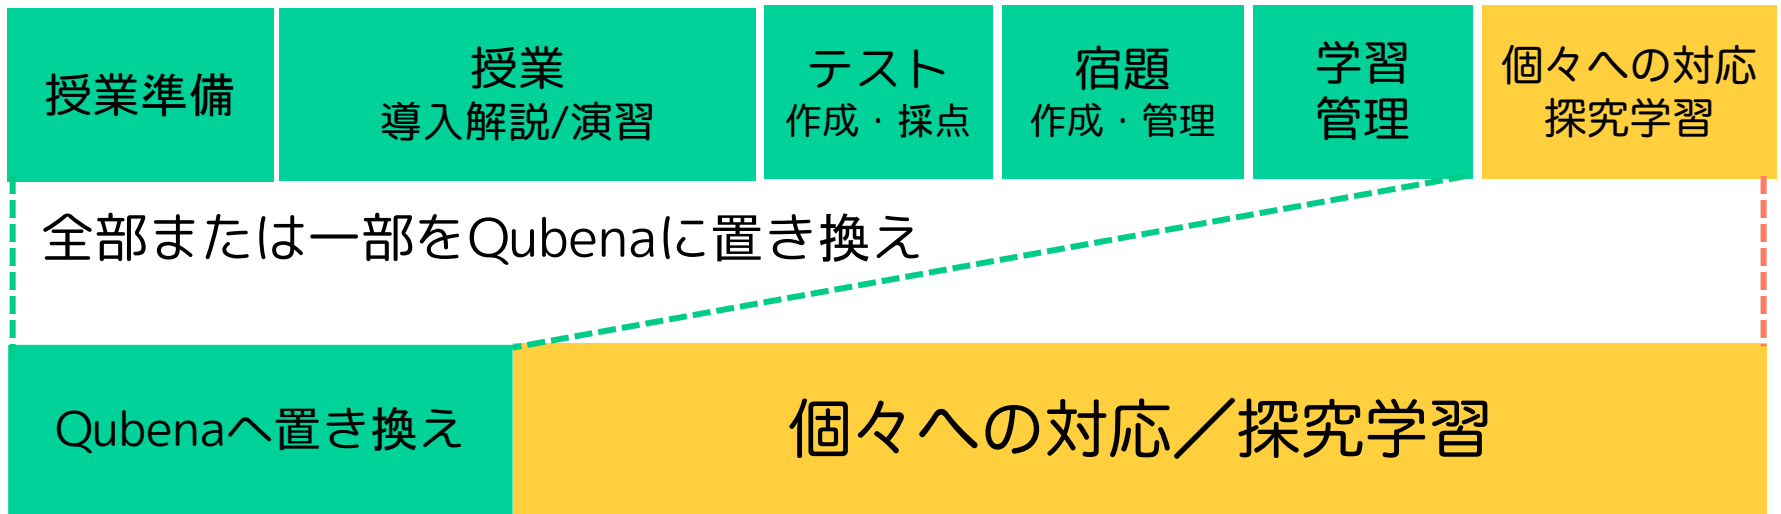 授業準備
授業
導入解説/演習
テスト
作成・採点
宿題
作成・管理
学習
管理
個々への対応
探究学習
全部または一部をQubenaに置き換え
Qubenaへ置き換え
個々への対応／探究学習